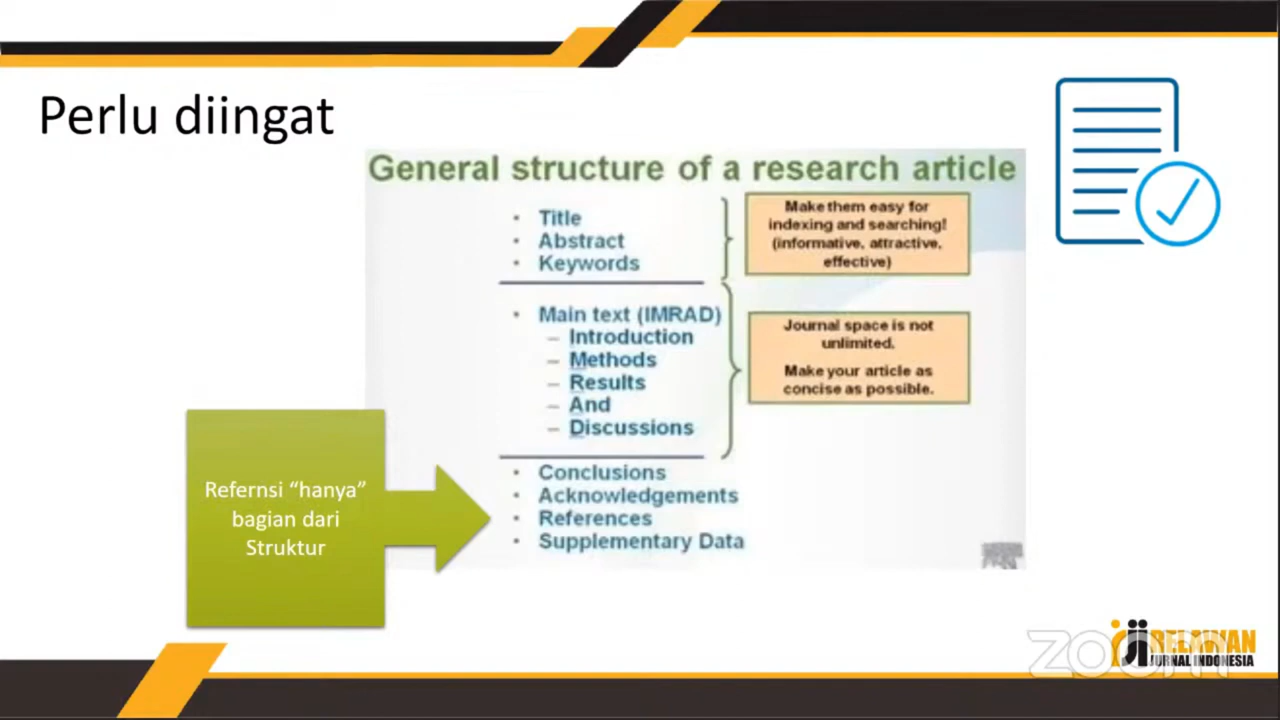 Perlu diingat
General structure of a research article
• Title
• Abstract
• Keywords
Make them easy for
indexing and searching!
(informative, attractive,
effective)
• Main text (IMRAD)
– Introduction
– Methods
– Results
– And
– Discussions
Journal space is not
unlimited.
Make your article as
concise as possible.
Refernsi “hanya”
bagian dari
Struktur
• Conclusions
• Acknowledgements
• References
• Supplementary Data
zoom
RELAWAN
JURNAL INDONESIA